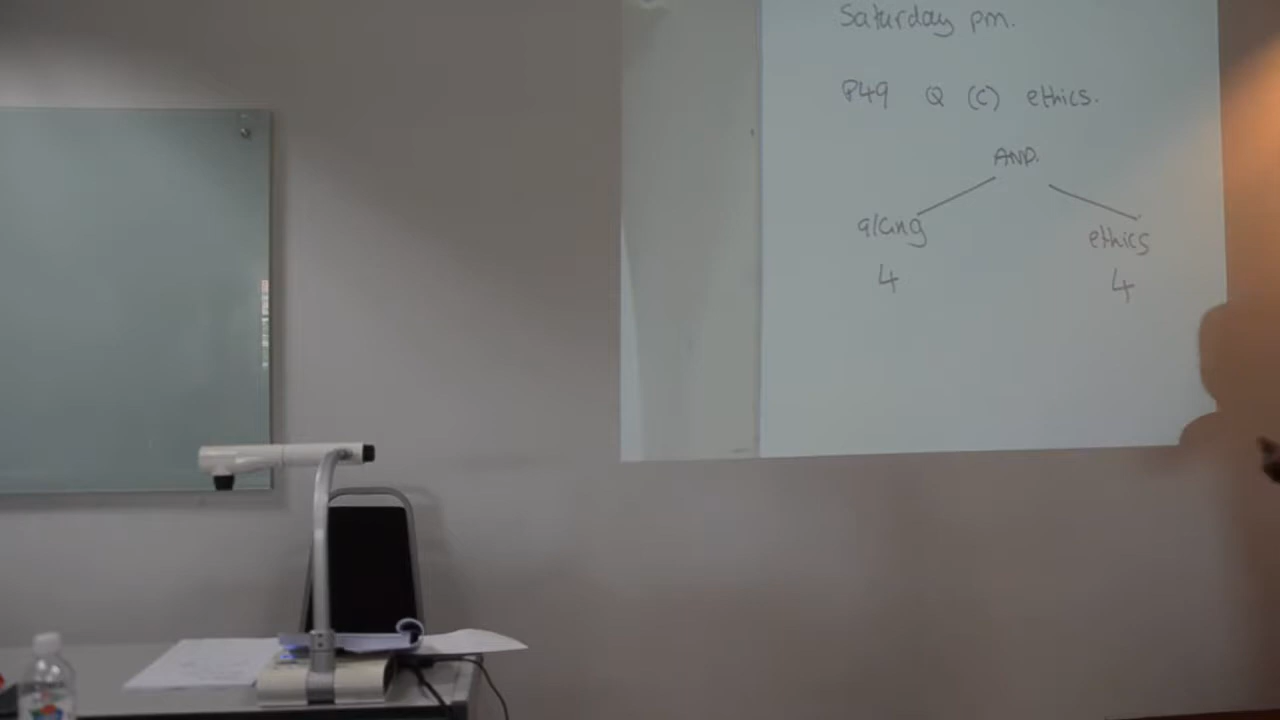 Saturday pm.
P49 Q (C) ethics.
AND.
a/cing ethics
4 4